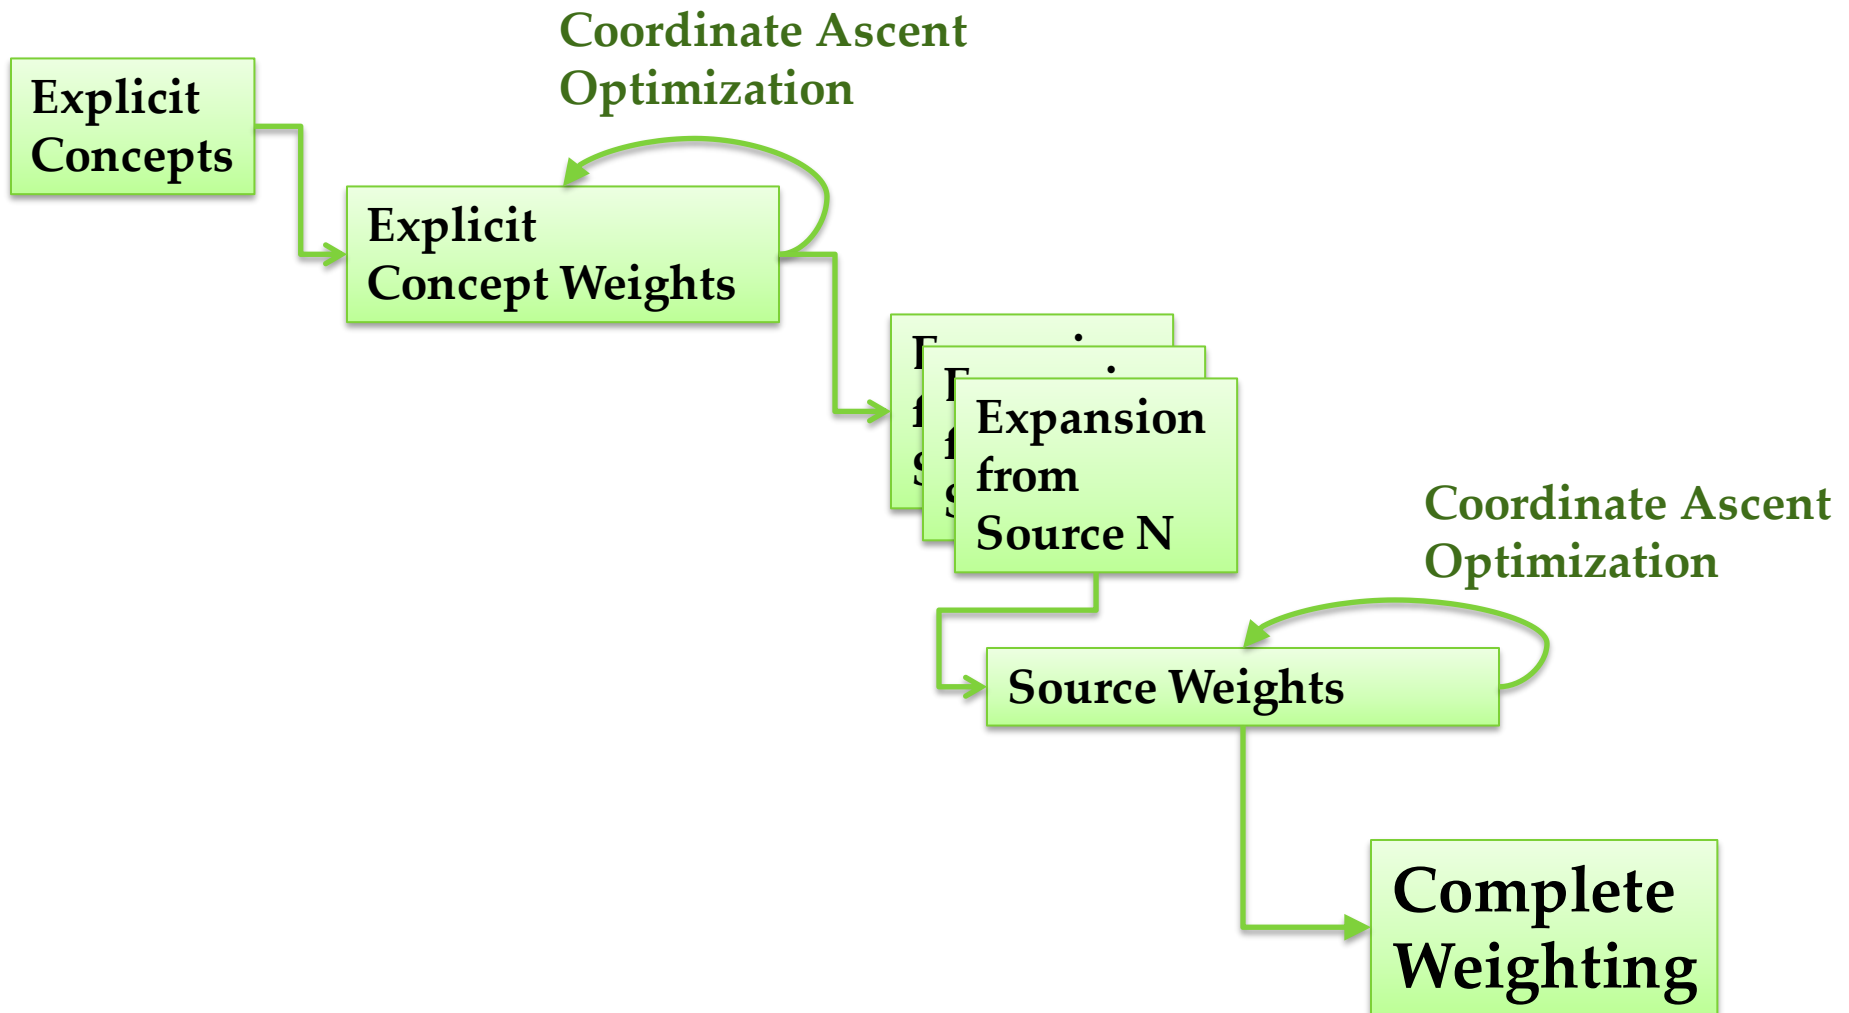 Coordinate Ascent
Optimization
Explicit
Concepts
Explicit
Concept Weights
Expansion
from
Source N
Coordinate Ascent
Optimization
Source Weights
Complete
Weighting